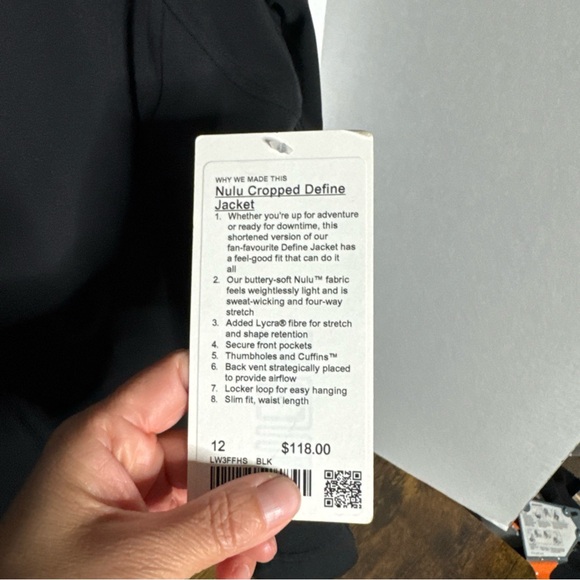 WHY WE MADE THIS
Nulu Cropped Define
Jacket
1. Whether you're up for adventure
or ready for downtime, this
shortened version of our
fan-favourite Define Jacket has
a feel-good fit that can do it
all
2. Our buttery-soft Nulu™ fabric
feels weightlessly light and is
sweat-wicking and four-way
stretch
3. Added Lycra® fibre for stretch
and shape retention
4. Secure front pockets
5. Thumbholes and Cuffins™
6. Back vent strategically placed
to provide airflow
7. Locker loop for easy hanging
8. Slim fit, waist length
12 $118.00
LW3FFHS BLK